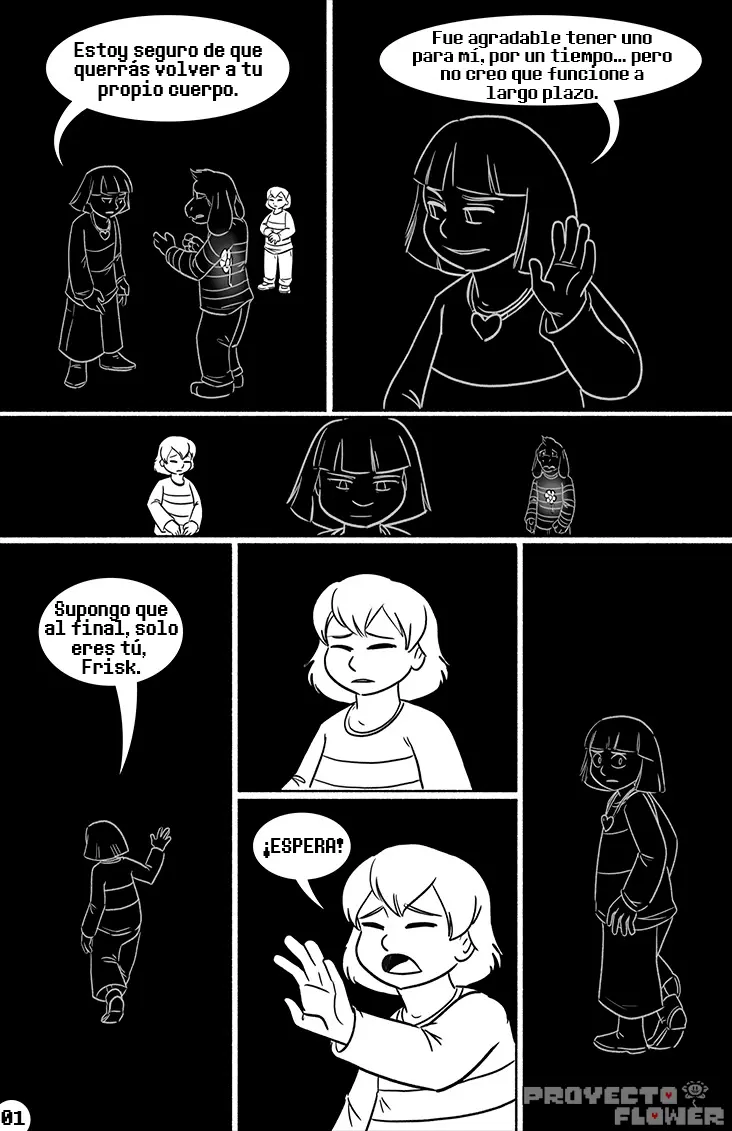 Estoy seguro de que
querrás volver a tu
propio cuerpo.
Fue agradable tener uno
para mí, por un tiempo... pero
no creo que funcione a
largo plazo.
Supongo que
al final, solo
eres tú,
Frisk.
¡ESPERA!
01
PROYECTO
FLOWER